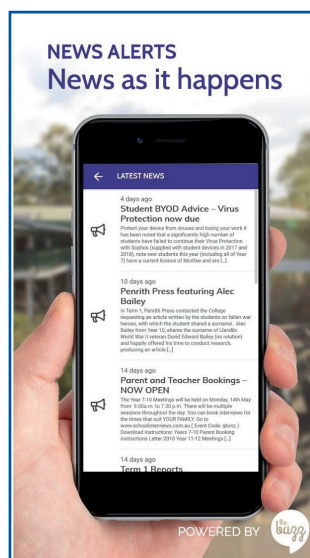 NEWS ALERTS
News as it happens
LATEST NEWS
4 days ago
Student BYOD Advice – Virus
Protection now due
Protect your device from viruses and losing your work It
has been noted that a significantly high number of
students have failed to continue their Virus Protection
with Sophos (supplied with student devices in 2017 and
2018), note new students this year (including all of Year
7) have a current licence of McAfee and are [...]
10 days ago
Penrith Press featuring Alec
Bailey
In Term 1, Penrith Press contacted the College
requesting an article written by the students on fallen war
heroes, with which the student shared a surname. Alec
Bailey from Year 10, shares the surname of Llandilo
World War II veteran David Edward Bailey (no relation)
and happily offered his time to conduct research,
producing an article [...]
14 days ago
Parent and Teacher Bookings –
NOW OPEN
The Year 7-10 Meetings will be held on Monday, 14th May
from 9.00a.m. to 7.30 p.m. There will be multiple
sessions throughout the day. You can book interviews for
the times that suit YOUR FAMILY. Go to
www.schoolinterviews.com.au ( Event Code: qkvnz )
Download Instructions: Years 7-10 Parent Booking
Instructions Letter 2018 Year 11-12 Meetings [...]
14 days ago
Term 1 Reports
POWERED BY
the
buzz